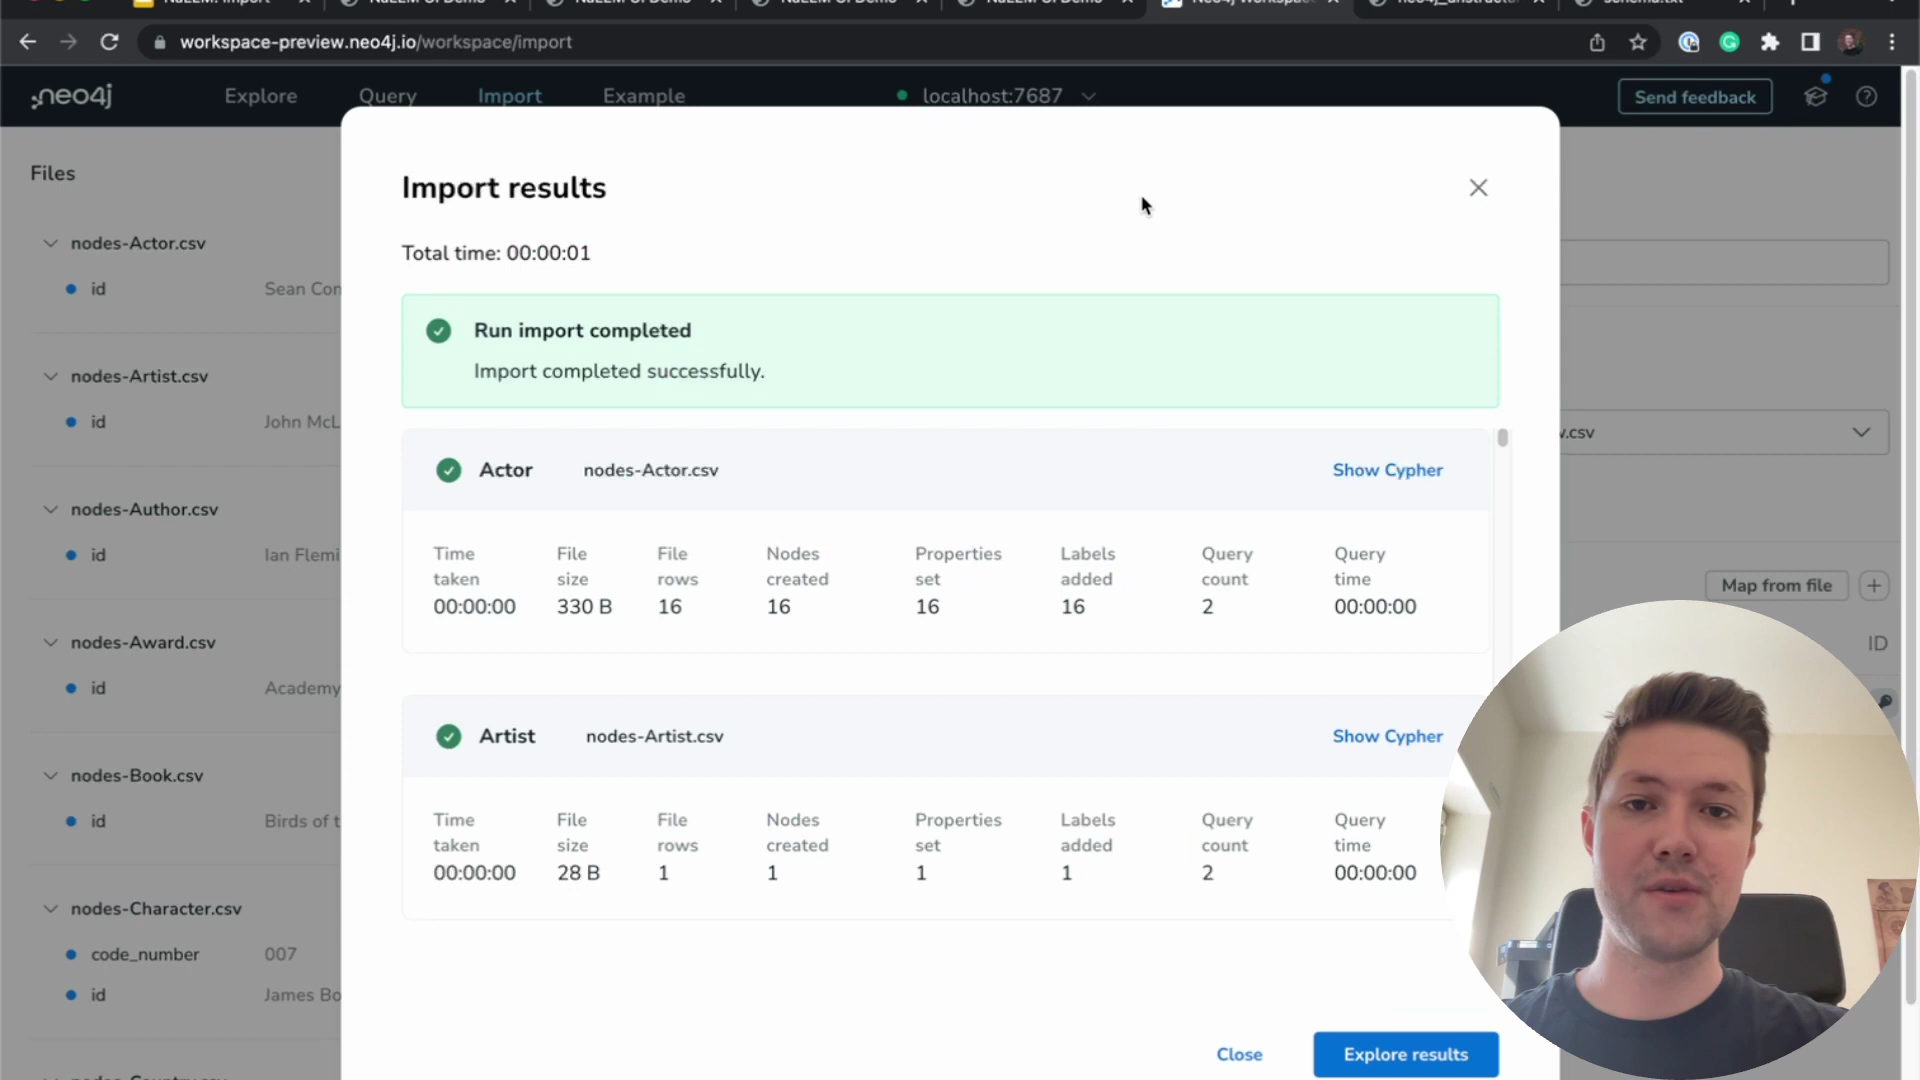 workspace-preview.neo4j.io/workspace/import
neo4j
Explore
Query
Import
Example
localhost:7687
Send feedback
Files
nodes-Actor.csv
id
Sean Con
nodes-Artist.csv
id
John McL
nodes-Author.csv
id
Ian Flemi
nodes-Award.csv
id
Academy
nodes-Book.csv
id
Birds of t
nodes-Character.csv
code_number
007
id
James Bo
Import results
Total time: 00:00:01
Run import completed
Import completed successfully.
Actor
nodes-Actor.csv
Show Cypher
Time taken
File size
File rows
Nodes created
Properties set
Labels added
Query count
Query time
00:00:00
330 B
16
16
16
16
2
00:00:00
Artist
nodes-Artist.csv
Show Cypher
Time taken
File size
File rows
Nodes created
Properties set
Labels added
Query count
Query time
00:00:00
28 B
1
1
1
1
2
00:00:00
Close
Explore results
.csv
Map from file
ID